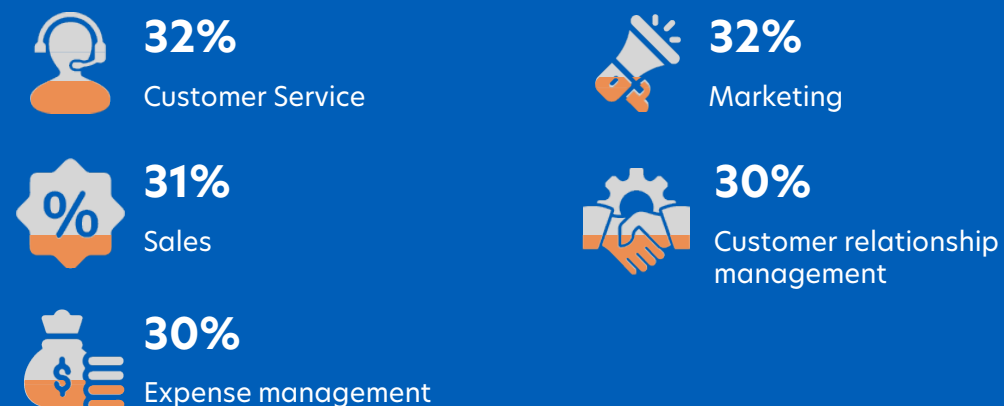 32%
Customer Service
32%
Marketing
%
31%
Sales
30%
Customer relationship
management
$
30%
Expense management